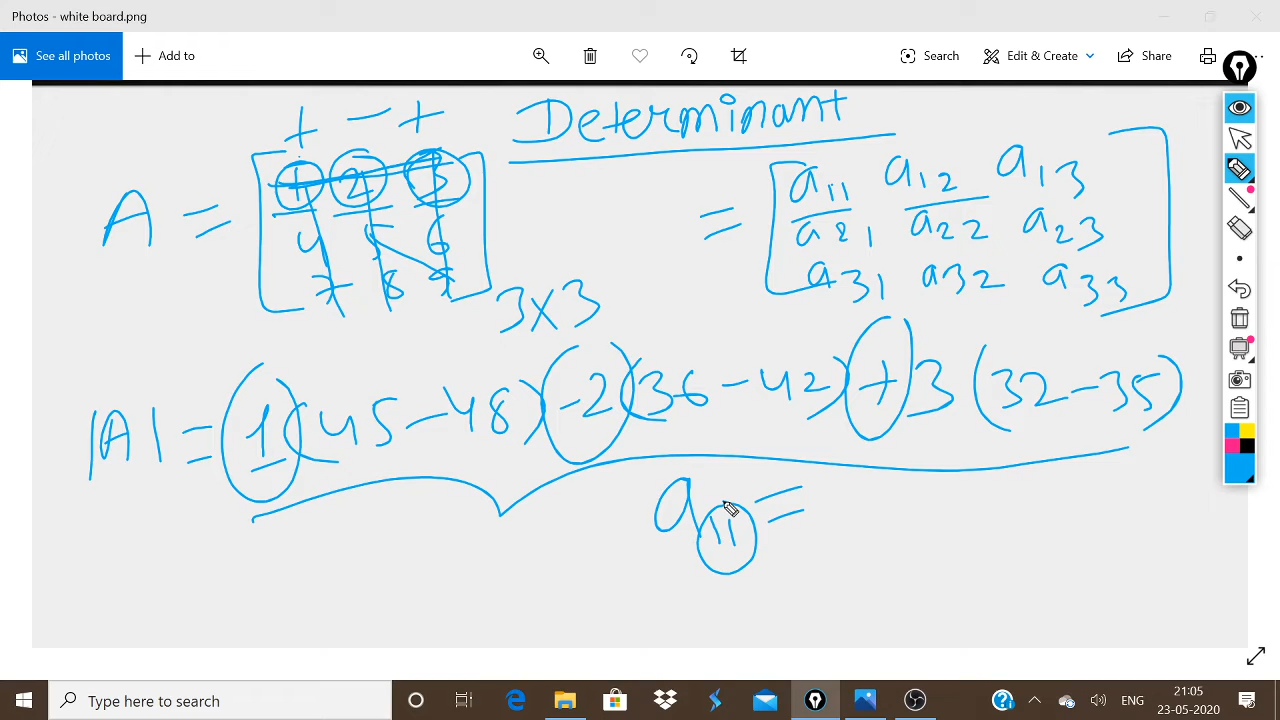 Photos - white board.png
See all photos
Add to
Search
Edit & Create
Share
+ - +
Determinant
A = [1 2 3
4 5 6
7 8 9] 3×3
= [a11 a12 a13
a21 a22 a23
a31 a32 a33]
|A| = 1(45-48) -2(36-42) + 3(32-35)
a11 =
Type here to search
ENG
21:05
23-05-2020